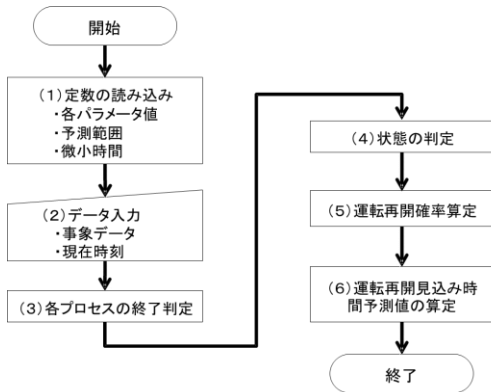 開始
(1)定数の読み込み
・各パラメータ値
・予測範囲
・微小時間
(2)データ入力
・事象データ
・現在時刻
(3)各プロセスの終了判定
(4)状態の判定
(5)運転再開確率算定
(6)運転再開見込み時
間予測値の算定
終了